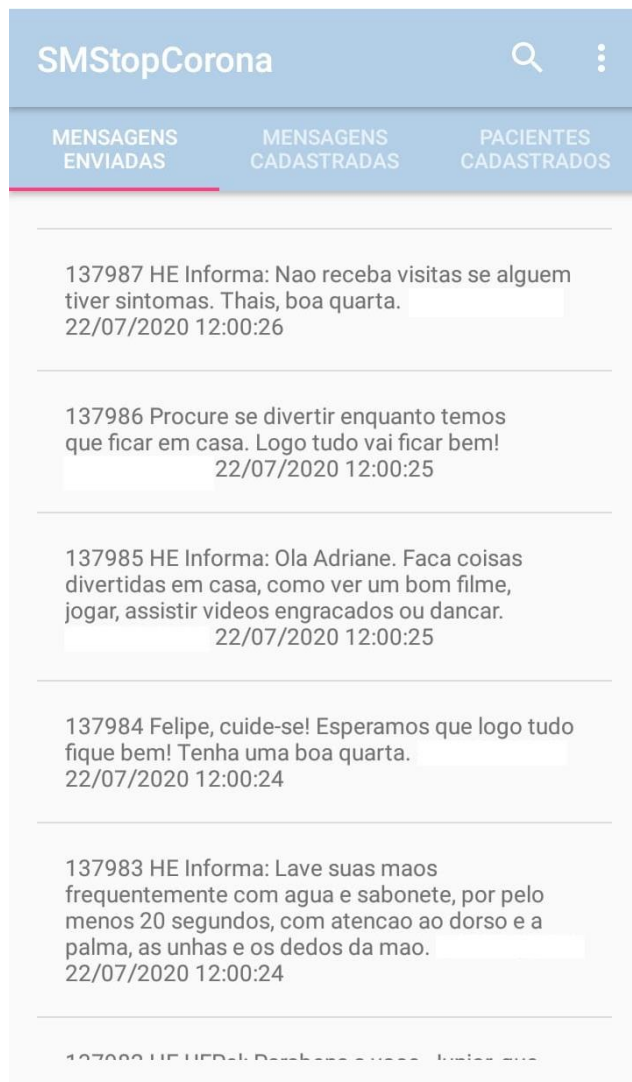 SMStopCorona
MENSAGENS
ENVIADAS
MENSAGENS
CADASTRADAS
PACIENTES
CADASTRADOS
137987 HE Informa: Nao receba visitas se alguem
tiver sintomas. Thais, boa quarta.
22/07/2020 12:00:26
137986 Procure se divertir enquanto temos
que ficar em casa. Logo tudo vai ficar bem!
22/07/2020 12:00:25
137985 HE Informa: Ola Adriane. Faca coisas
divertidas em casa, como ver um bom filme,
jogar, assistir videos engracados ou dancar.
22/07/2020 12:00:25
137984 Felipe, cuide-se! Esperamos que logo tudo
fique bem! Tenha uma boa quarta.
22/07/2020 12:00:24
137983 HE Informa: Lave suas maos
frequentemente com agua e sabonete, por pelo
menos 20 segundos, com atencao ao dorso e a
palma, as unhas e os dedos da mao.
22/07/2020 12:00:24